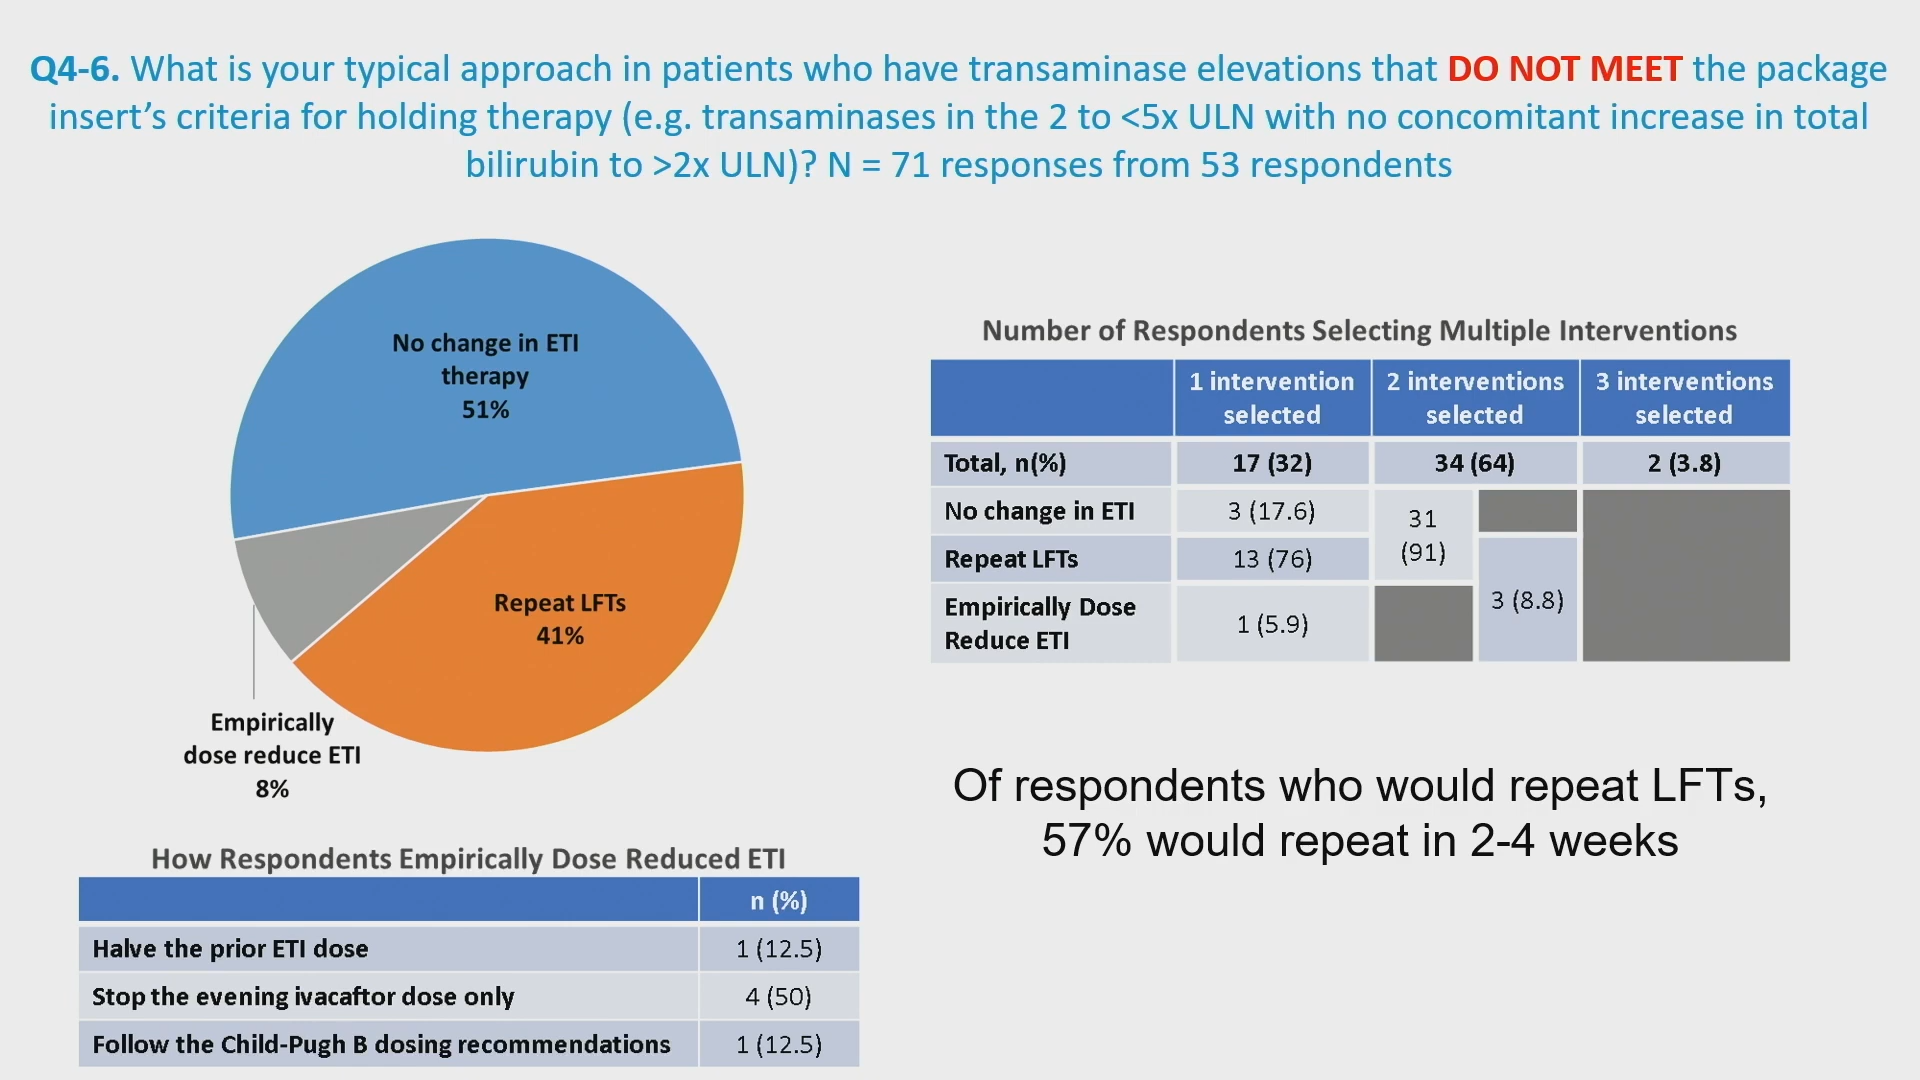 Q4-6. What is your typical approach in patients who have transaminase elevations that DO NOT MEET the package
insert’s criteria for holding therapy (e.g. transaminases in the 2 to <5x ULN with no concomitant increase in total
bilirubin to >2x ULN)? N = 71 responses from 53 respondents
No change in ETI
therapy
51%
Repeat LFTs
41%
Empirically
dose reduce ETI
8%
Number of Respondents Selecting Multiple Interventions
1 intervention selected 2 interventions selected 3 interventions selected
Total, n(%) 17 (32) 34 (64) 2 (3.8)
No change in ETI 3 (17.6) 31 (91)
Repeat LFTs 13 (76)
Empirically Dose Reduce ETI 1 (5.9) 3 (8.8)
Of respondents who would repeat LFTs,
57% would repeat in 2-4 weeks
How Respondents Empirically Dose Reduced ETI
n (%)
Halve the prior ETI dose 1 (12.5)
Stop the evening ivacaftor dose only 4 (50)
Follow the Child-Pugh B dosing recommendations 1 (12.5)